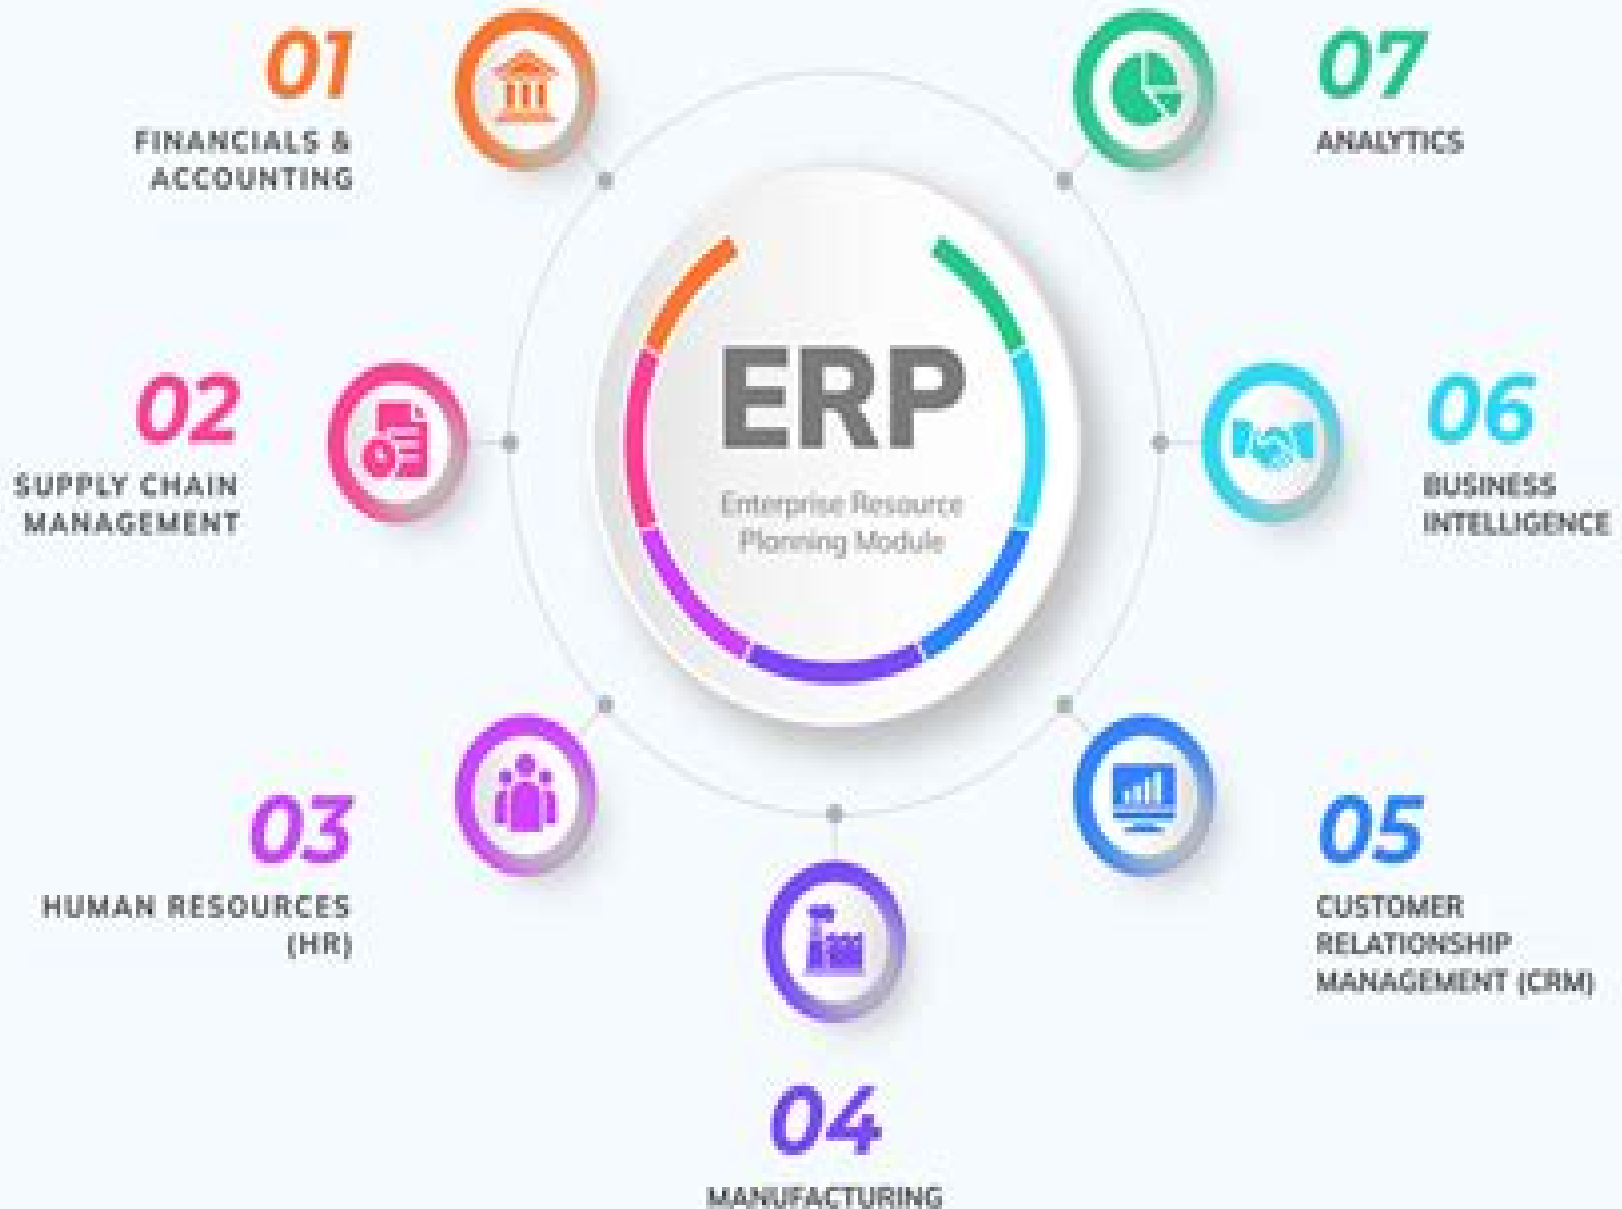 01
FINANCIALS &
ACCOUNTING
02
SUPPLY CHAIN
MANAGEMENT
03
HUMAN RESOURCES
(HR)
04
MANUFACTURING
05
CUSTOMER
RELATIONSHIP
MANAGEMENT (CRM)
06
BUSINESS
INTELLIGENCE
07
ANALYTICS
ERP
Enterprise Resource
Planning Module